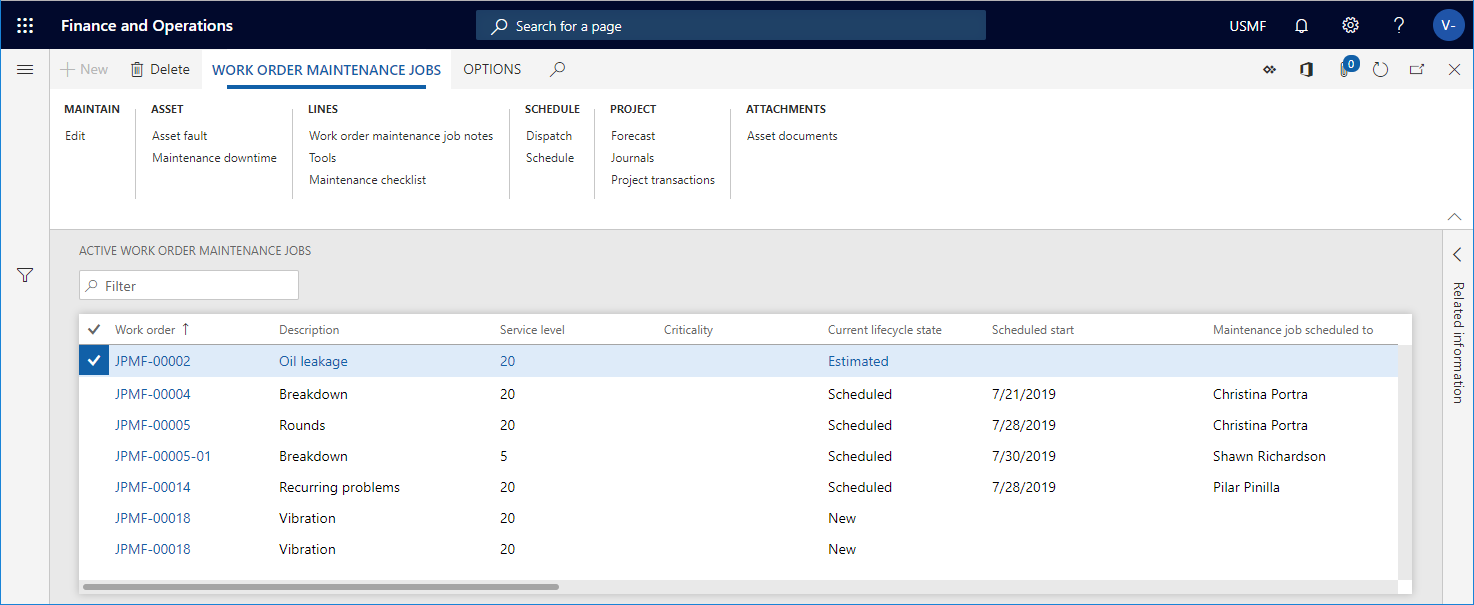 Finance and Operations Search for a page USMF V-
New Delete WORK ORDER MAINTENANCE JOBS OPTIONS 0
MAINTAIN ASSET LINES SCHEDULE PROJECT ATTACHMENTS
Edit Asset fault Work order maintenance job notes Dispatch Forecast Asset documents
Maintenance downtime Tools Schedule Journals
Maintenance checklist Project transactions
ACTIVE WORK ORDER MAINTENANCE JOBS
Filter
Related information
Work order Description Service level Criticality Current lifecycle state Scheduled start Maintenance job scheduled to
JPMF-00002 Oil leakage 20 Estimated
JPMF-00004 Breakdown 20 Scheduled 7/21/2019 Christina Portra
JPMF-00005 Rounds 20 Scheduled 7/28/2019 Christina Portra
JPMF-00005-01 Breakdown 5 Scheduled 7/30/2019 Shawn Richardson
JPMF-00014 Recurring problems 20 Scheduled 7/28/2019 Pilar Pinilla
JPMF-00018 Vibration 20 New
JPMF-00018 Vibration 20 New